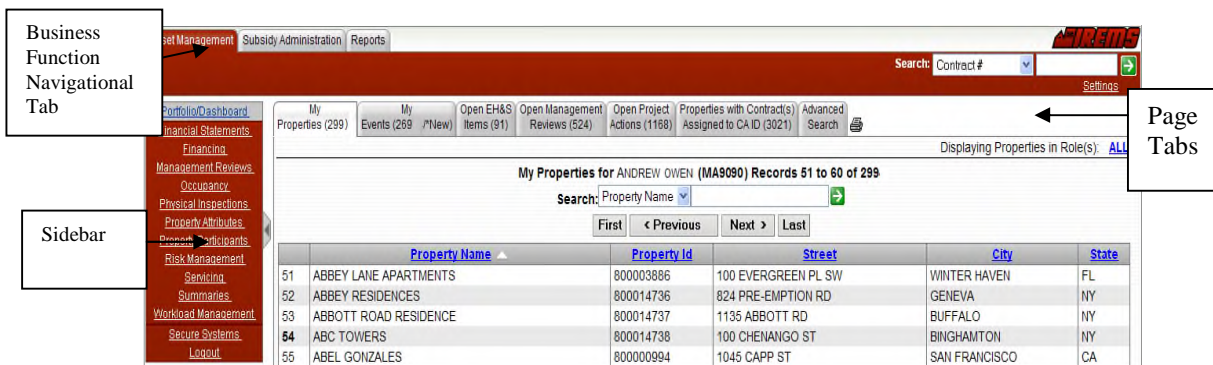 Business
Function
Navigational
Tab
set Management Subsidy Administration Reports
iREMS
Search: Contract #
Settings
Page
Tabs
Portfolio/Dashboard
inancial Statements
Financing
Management Reviews
Occupancy
Physical Inspections
Property Attributes
Property Participants
Risk Management
Servicing
Summaries
Workload Management
Secure Systems
Logout
Sidebar
My Properties (299) My Events (269 /*New) Open EH&S Items (91) Open Management Reviews (524) Open Project Actions (1168) Properties with Contract(s) Assigned to CA ID (3021) Advanced Search
Displaying Properties in Role(s): ALL
My Properties for ANDREW OWEN (MA9090) Records 51 to 60 of 299
Search: Property Name
First ‹ Previous Next › Last
Property Name Property Id Street City State
51 ABBEY LANE APARTMENTS 800003886 100 EVERGREEN PL SW WINTER HAVEN FL
52 ABBEY RESIDENCES 800014736 824 PRE-EMPTION RD GENEVA NY
53 ABBOTT ROAD RESIDENCE 800014737 1135 ABBOTT RD BUFFALO NY
54 ABC TOWERS 800014738 100 CHENANGO ST BINGHAMTON NY
55 ABEL GONZALES 800000994 1045 CAPP ST SAN FRANCISCO CA